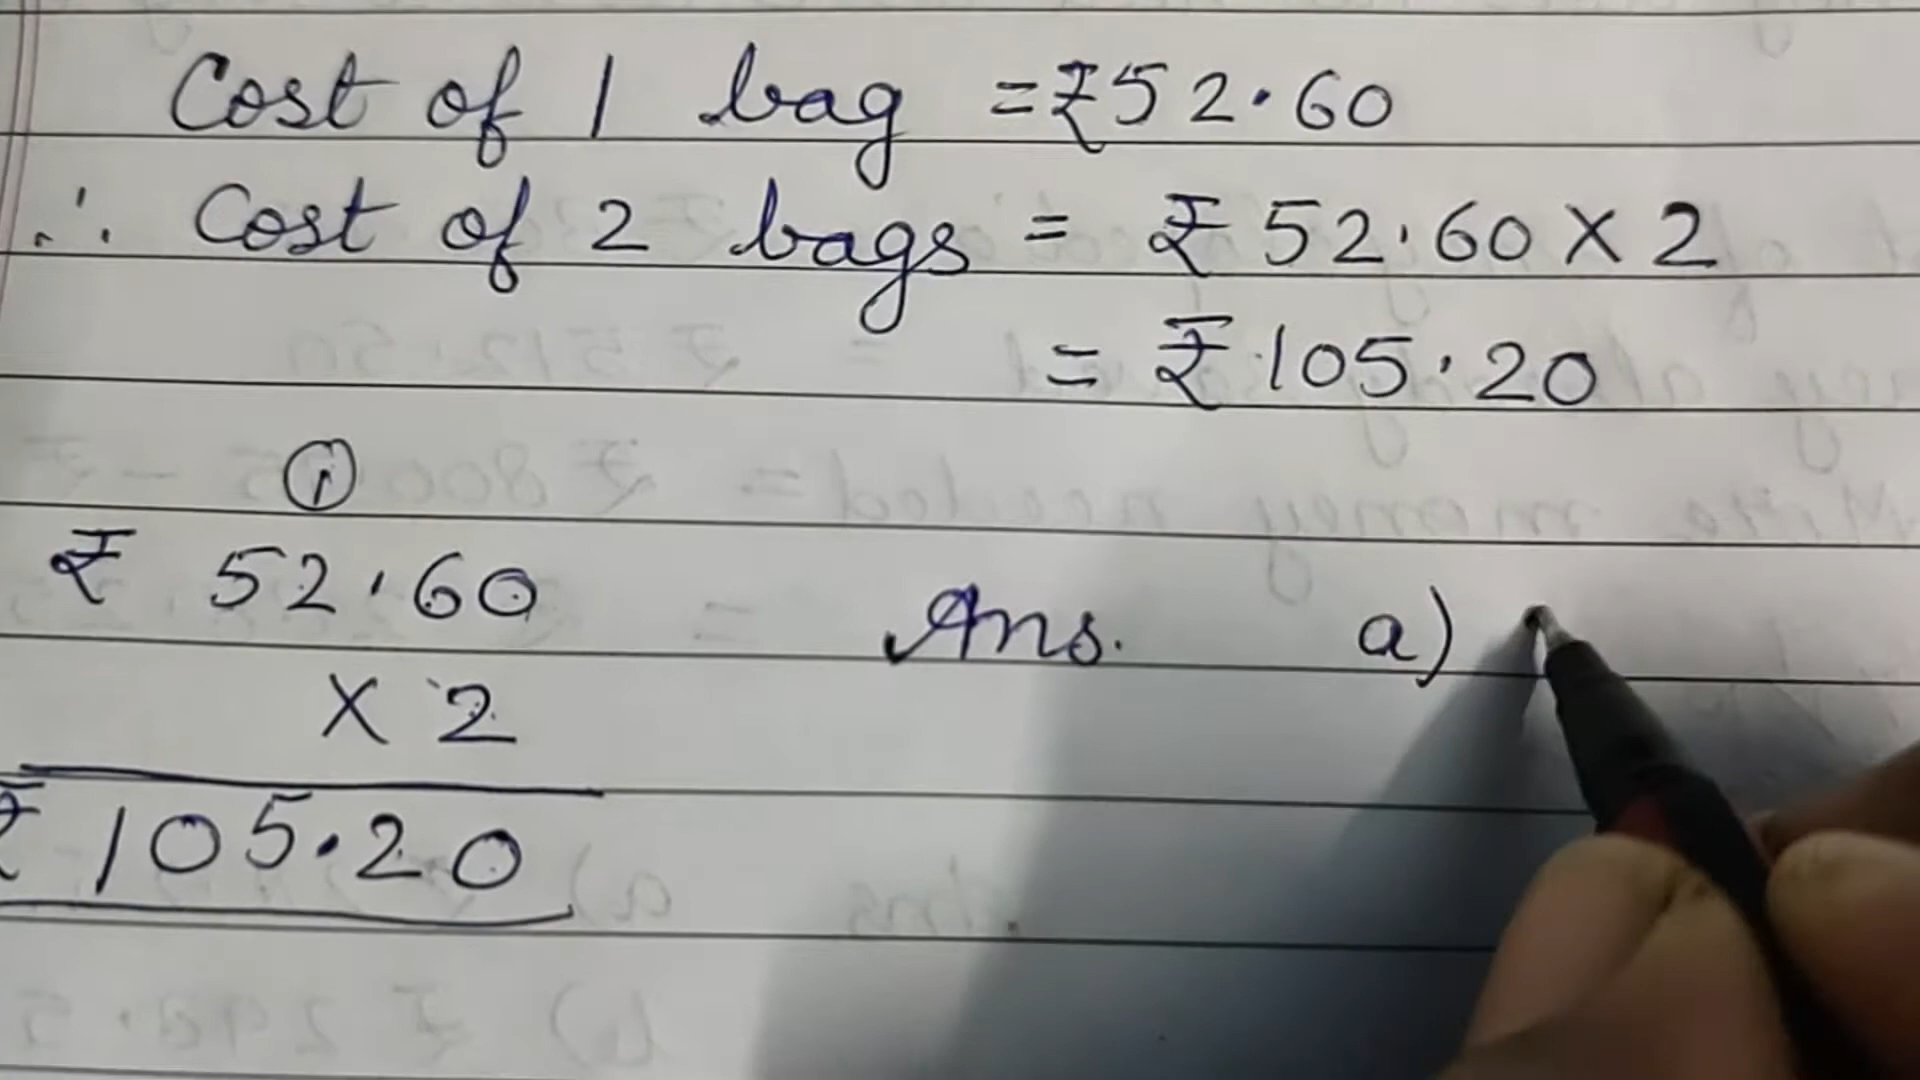 Cost of 1 bag = ₹52.60
∴ Cost of 2 bags = ₹ 52.60 × 2
= ₹ 105.20
1
₹ 52.60
× 2
₹ 105.20
Ans. a)